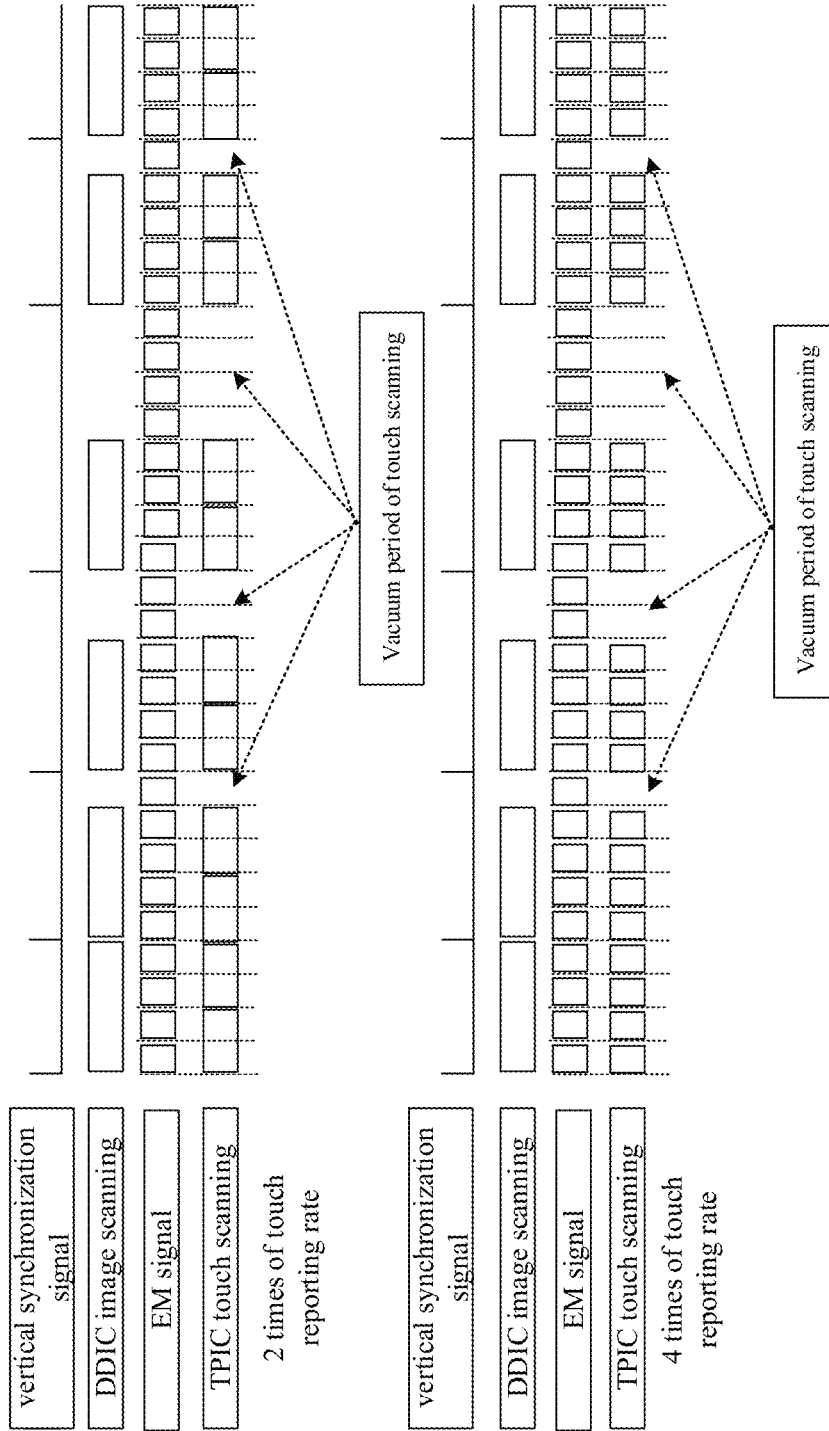 vertical synchronization
signal
DDIC image scanning
EM signal
TPIC touch scanning
2 times of touch
reporting rate
Vacuum period of touch scanning
vertical synchronization
signal
DDIC image scanning
EM signal
TPIC touch scanning
4 times of touch
reporting rate
Vacuum period of touch scanning